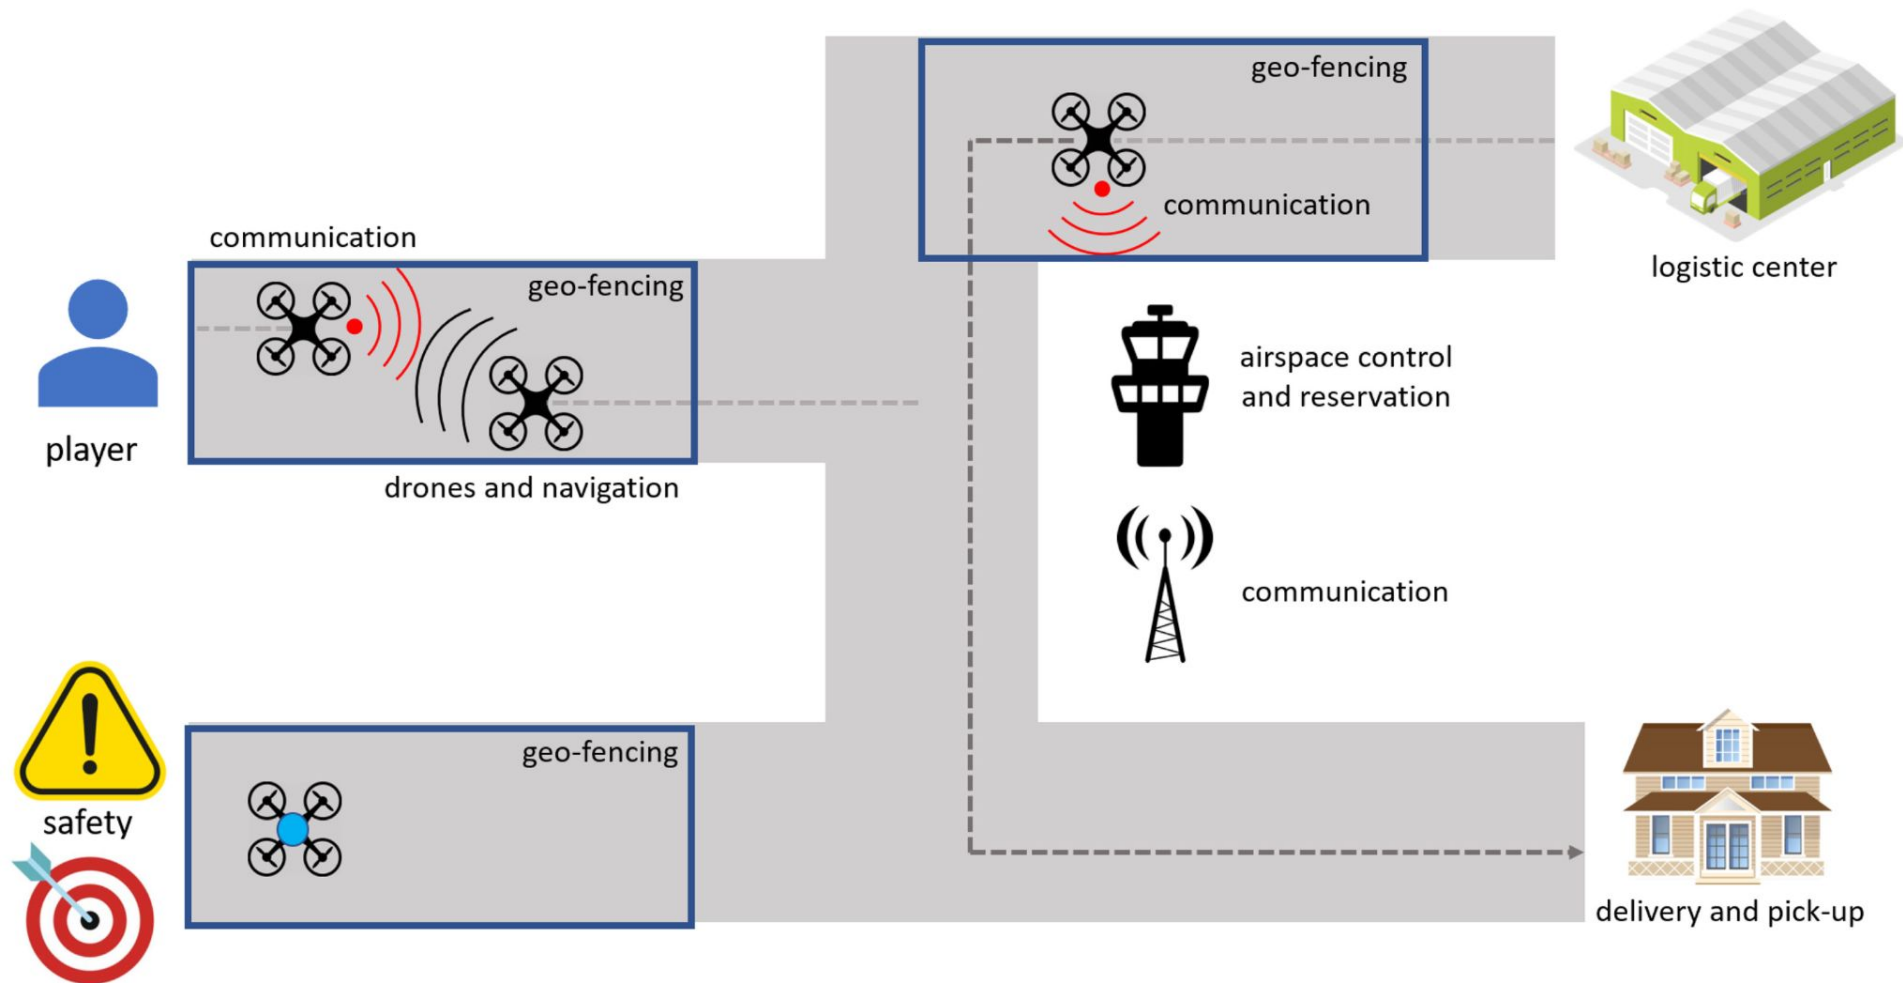 geo-fencing
communication
logistic center
communication
geo-fencing
player
drones and navigation
airspace control
and reservation
communication
safety
geo-fencing
delivery and pick-up